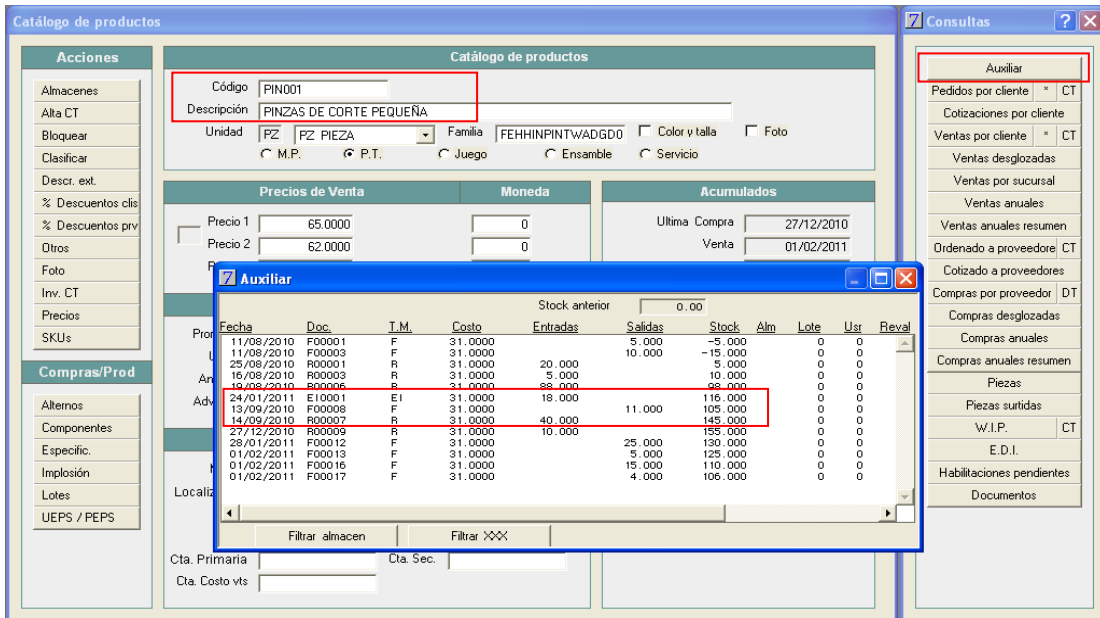 Catálogo de productos
Acciones
Almacenes
Alta CT
Bloquear
Clasificar
Descr. ext.
% Descuentos clis
% Descuentos prv
Otros
Foto
Inv. CT
Precios
SKUs
Compras/Prod
Alternos
Componentes
Especific.
Implosión
Lotes
UEPS / PEPS
Catálogo de productos
Código PIN001
Descripción PINZAS DE CORTE PEQUEÑA
Unidad PZ PZ PIEZA Familia FEHHINPINTWADGD0 Color y talla Foto
M.P. P.T. Juego Ensamble Servicio
Precios de Venta Moneda
Precio 1 65.0000 0
Precio 2 62.0000 0
Acumulados
Ultima Compra 27/12/2010
Venta 01/02/2011
Auxiliar
Stock anterior 0.00
Fecha Doc. T.M. Costo Entradas Salidas Stock Alm Lote Usr Reval
11/08/2010 F00001 F 31.0000 5.000 -5.000 0 0
11/08/2010 F00003 F 31.0000 10.000 -15.000 0 0
25/08/2010 R00001 R 31.0000 20.000 5.000 0 0
16/08/2010 R00003 R 31.0000 5.000 10.000 0 0
19/08/2010 R00006 R 31.0000 88.000 98.000 0 0
24/01/2011 EI0001 EI 31.0000 18.000 116.000 0 0
13/09/2010 F00008 F 31.0000 11.000 105.000 0 0
14/09/2010 R00007 R 31.0000 40.000 145.000 0 0
27/12/2010 R00009 R 31.0000 10.000 155.000 0 0
28/01/2011 F00012 F 31.0000 25.000 130.000 0 0
01/02/2011 F00013 F 31.0000 5.000 125.000 0 0
01/02/2011 F00016 F 31.0000 15.000 110.000 0 0
01/02/2011 F00017 F 31.0000 4.000 106.000 0 0
Filtrar almacen Filtrar XXX
Cta. Primaria Cta. Sec.
Cta. Costo vts
Consultas
Auxiliar
Pedidos por cliente * CT
Cotizaciones por cliente
Ventas por cliente * CT
Ventas desglozadas
Ventas por sucursal
Ventas anuales
Ventas anuales resumen
Ordenado a proveedore CT
Cotizado a proveedores
Compras por proveedor DT
Compras desglozadas
Compras anuales
Compras anuales resumen
Piezas
Piezas surtidas
W.I.P. CT
E.D.I.
Habilitaciones pendientes
Documentos